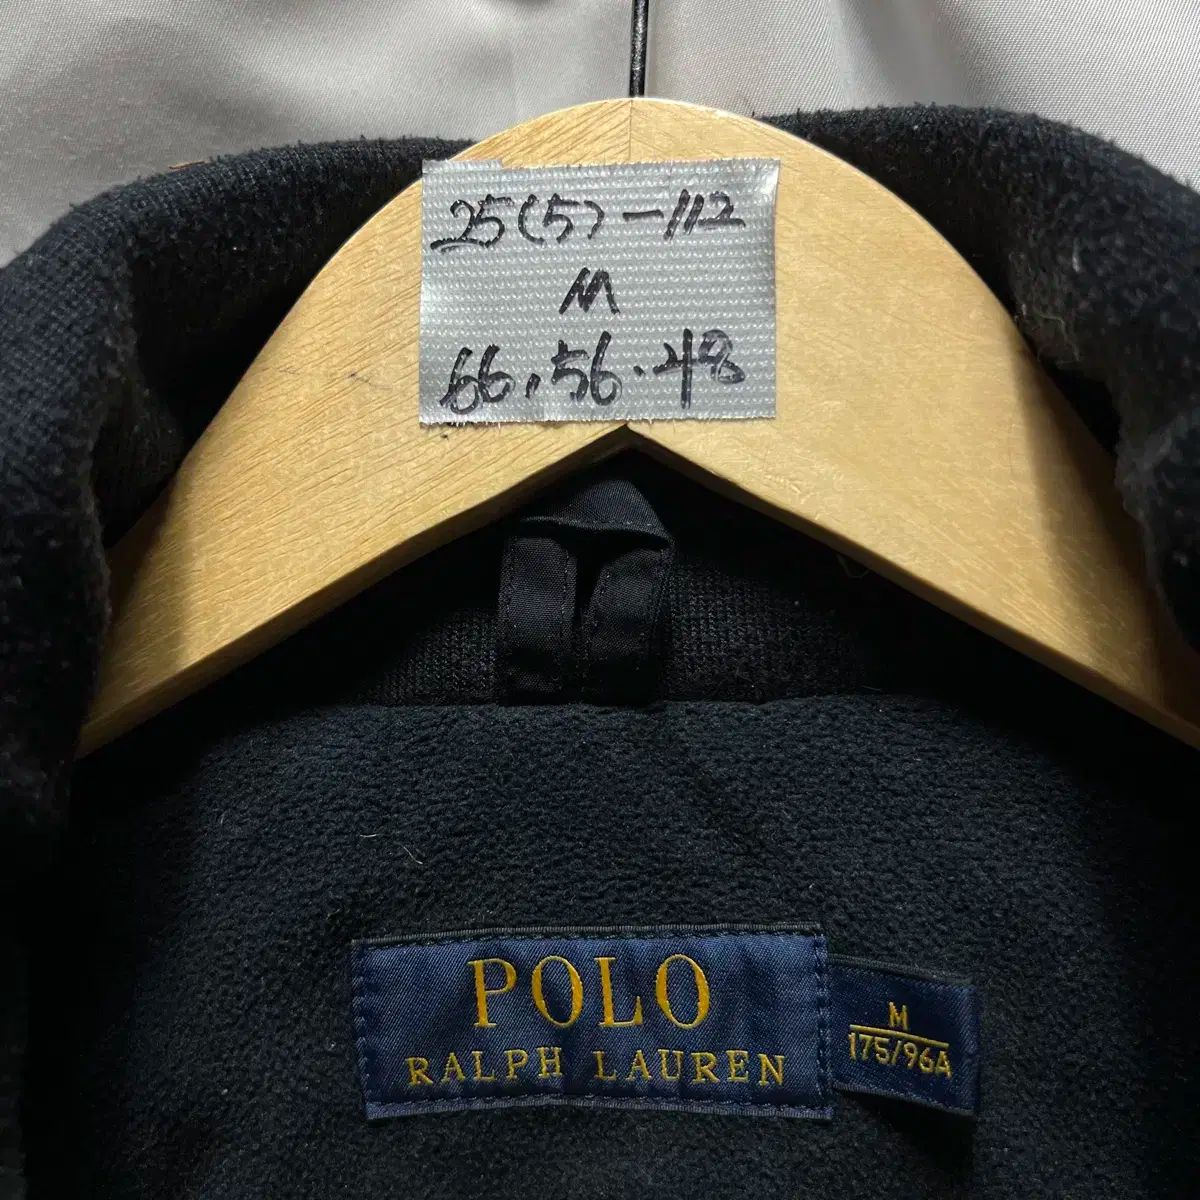 25(5)-112
M
66.56.48
POLO
RALPH LAUREN
M
175/96A